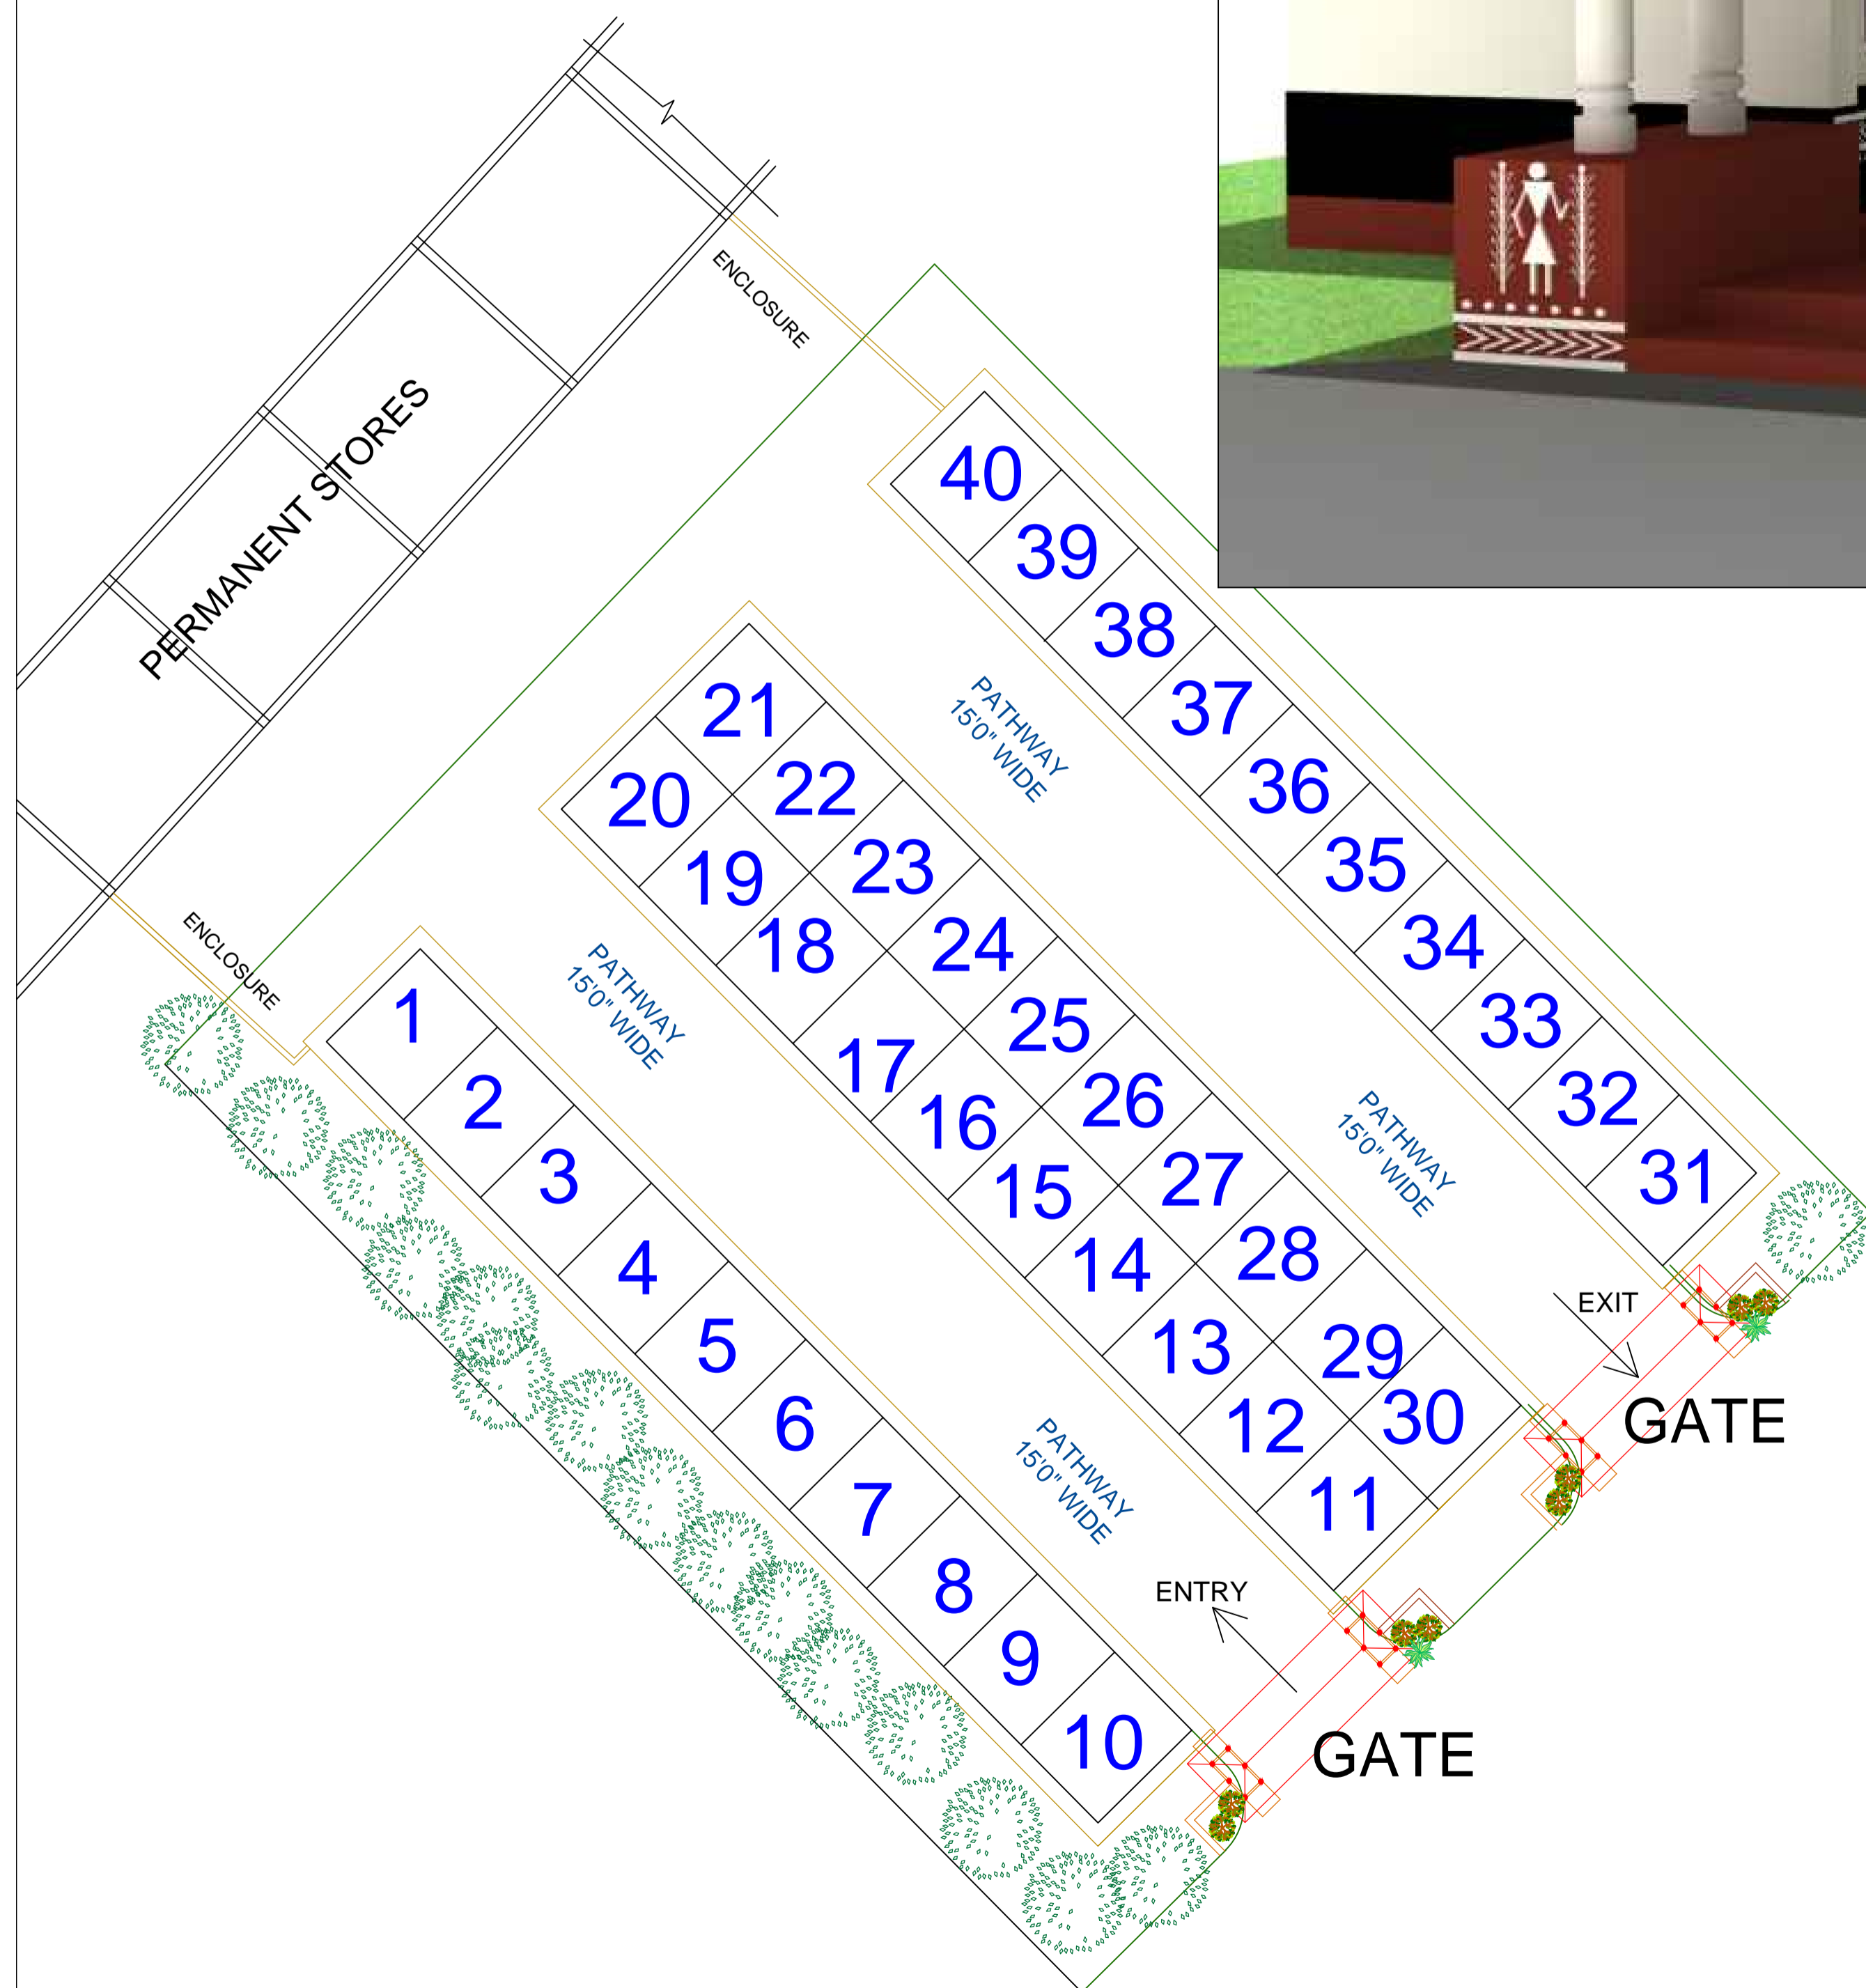 ENCLOSURE
PERMANENT STORES
40
39
38
37
36
35
34
33
32
31
PATHWAY
15'0" WIDE
PATHWAY
15'0" WIDE
21
22
23
24
25
26
27
28
29
30
20
19
18
17
16
15
14
13
12
11
ENCLOSURE
PATHWAY
15'0" WIDE
PATHWAY
15'0" WIDE
1
2
3
4
5
6
7
8
9
10
EXIT
GATE
ENTRY
GATE